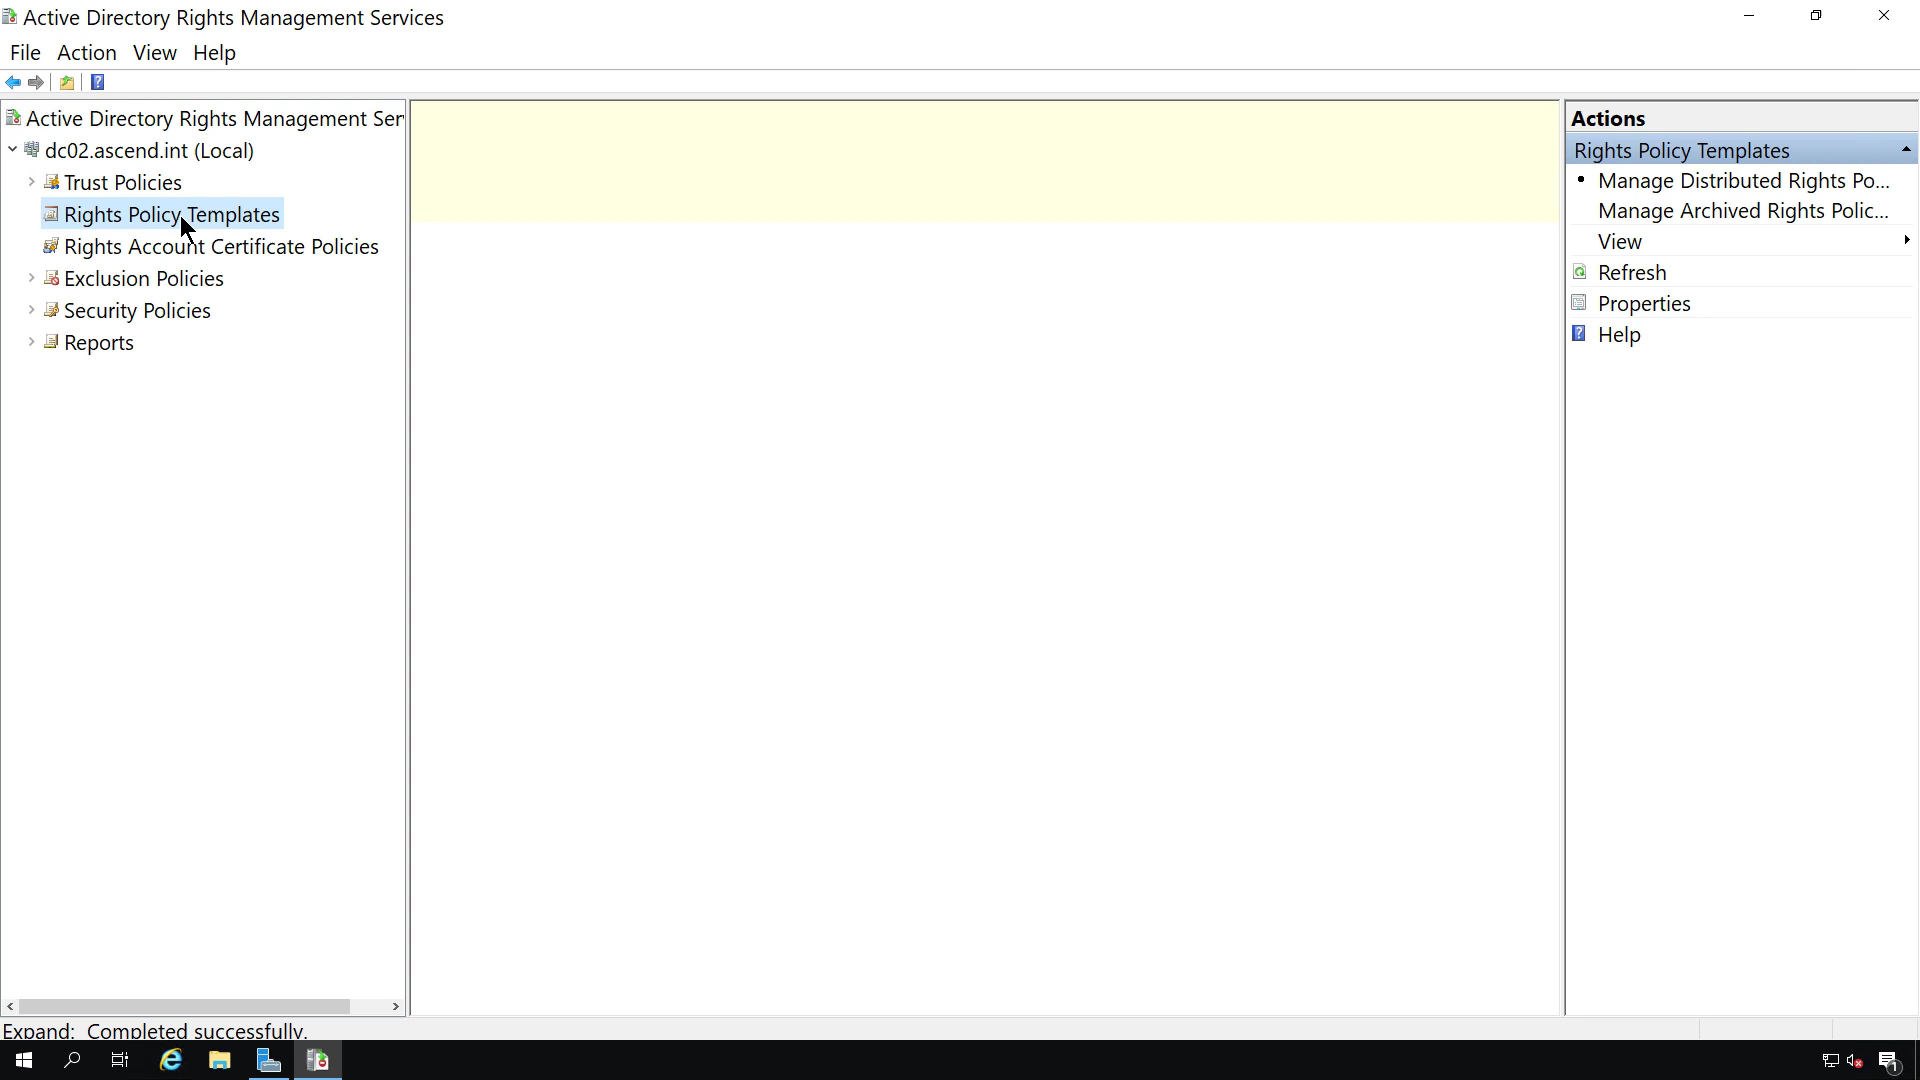 Active Directory Rights Management Services
File Action View Help
Active Directory Rights Management Ser
dc02.ascend.int (Local)
Trust Policies
Rights Policy Templates
Rights Account Certificate Policies
Exclusion Policies
Security Policies
Reports
Actions
Rights Policy Templates
Manage Distributed Rights Po...
Manage Archived Rights Polic...
View
Refresh
Properties
Help
Expand: Completed successfully.
1